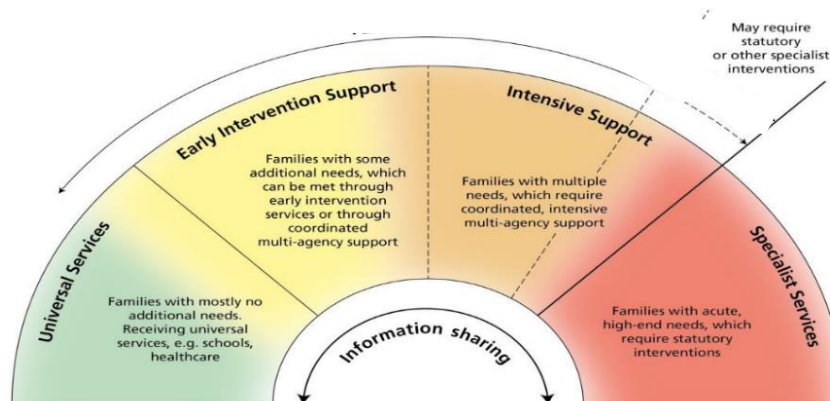 May require
statutory
or other specialist
interventions
Early Intervention Support
Intensive Support
Families with some
additional needs, which
can be met through
early intervention
services or through
coordinated
multi-agency support
Families with multiple
needs, which require
coordinated, intensive
multi-agency support
Universal Services
Specialist Services
Families with mostly no
additional needs.
Receiving universal
services, e.g. schools,
healthcare
Families with acute,
high-end needs, which
require statutory
interventions
Information sharing